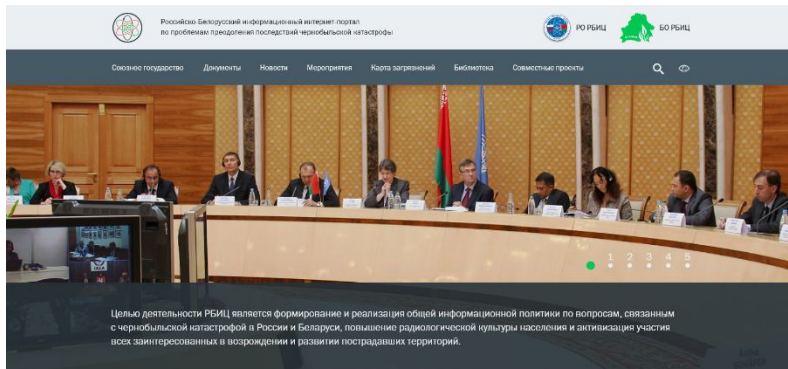 Российско-Белорусский информационный интернет-портал
по проблемам преодоления последствий чернобыльской катастрофы
РО РБИЦ
БО РБИЦ
Союзное государство Документы Новости Мероприятия Карта загрязнений Библиотека Совместные проекты
1 2 3 4 5
Целью деятельности РБИЦ является формирование и реализация общей информационной политики по вопросам, связанным
с чернобыльской катастрофой в России и Беларуси, повышение радиологической культуры населения и активизация участия
всех заинтересованных в возрождении и развитии пострадавших территорий.